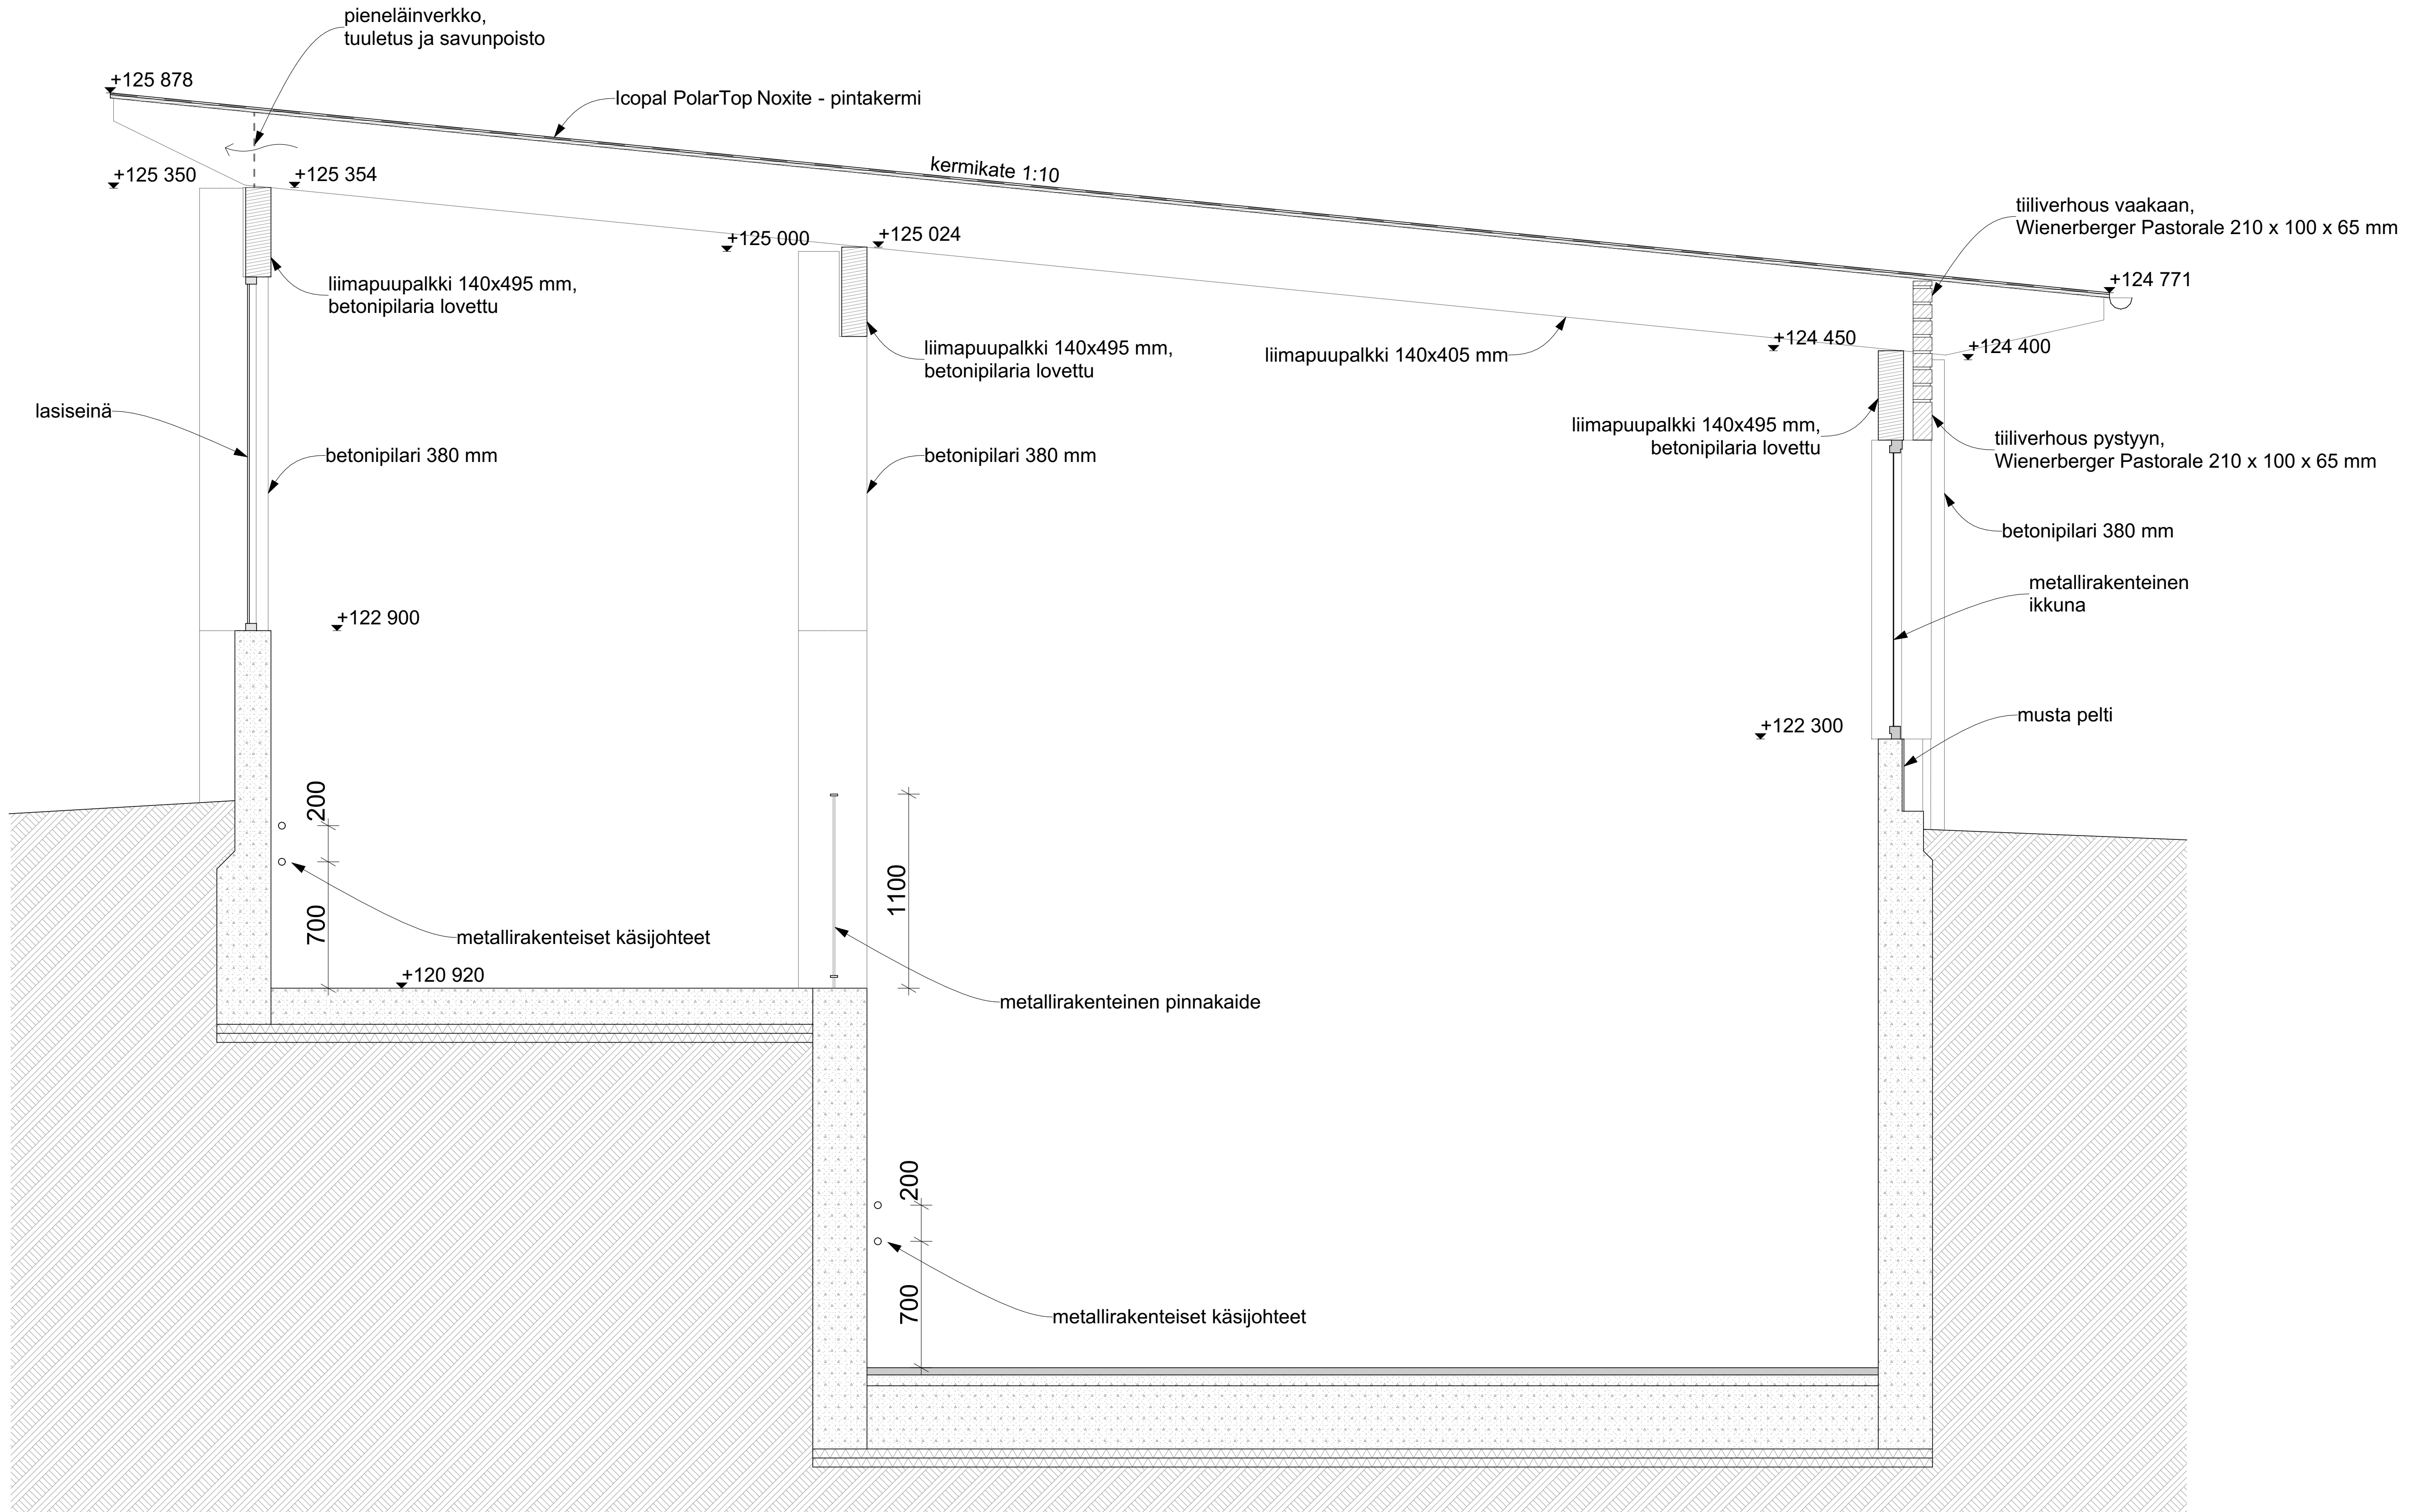 pieneläinverkko,
tuuletus ja savunpoisto
+125 878
Icopal PolarTop Noxite - pintakermi
kermikate 1:10
+125 350
+125 354
tiiliverhous vaakaan,
Wienerberger Pastorale 210 x 100 x 65 mm
+125 000
+125 024
+124 771
liimapuupalkki 140x495 mm,
betonipilaria lovettu
liimapuupalkki 140x495 mm,
betonipilaria lovettu
liimapuupalkki 140x405 mm
+124 450
+124 400
lasiseinä
liimapuupalkki 140x495 mm,
betonipilaria lovettu
betonipilari 380 mm
betonipilari 380 mm
tiiliverhous pystyyn,
Wienerberger Pastorale 210 x 100 x 65 mm
betonipilari 380 mm
metallirakenteinen
ikkuna
+122 900
+122 300
musta pelti
200
700
1100
metallirakenteiset käsijohteet
+120 920
metallirakenteinen pinnakaide
200
700
metallirakenteiset käsijohteet